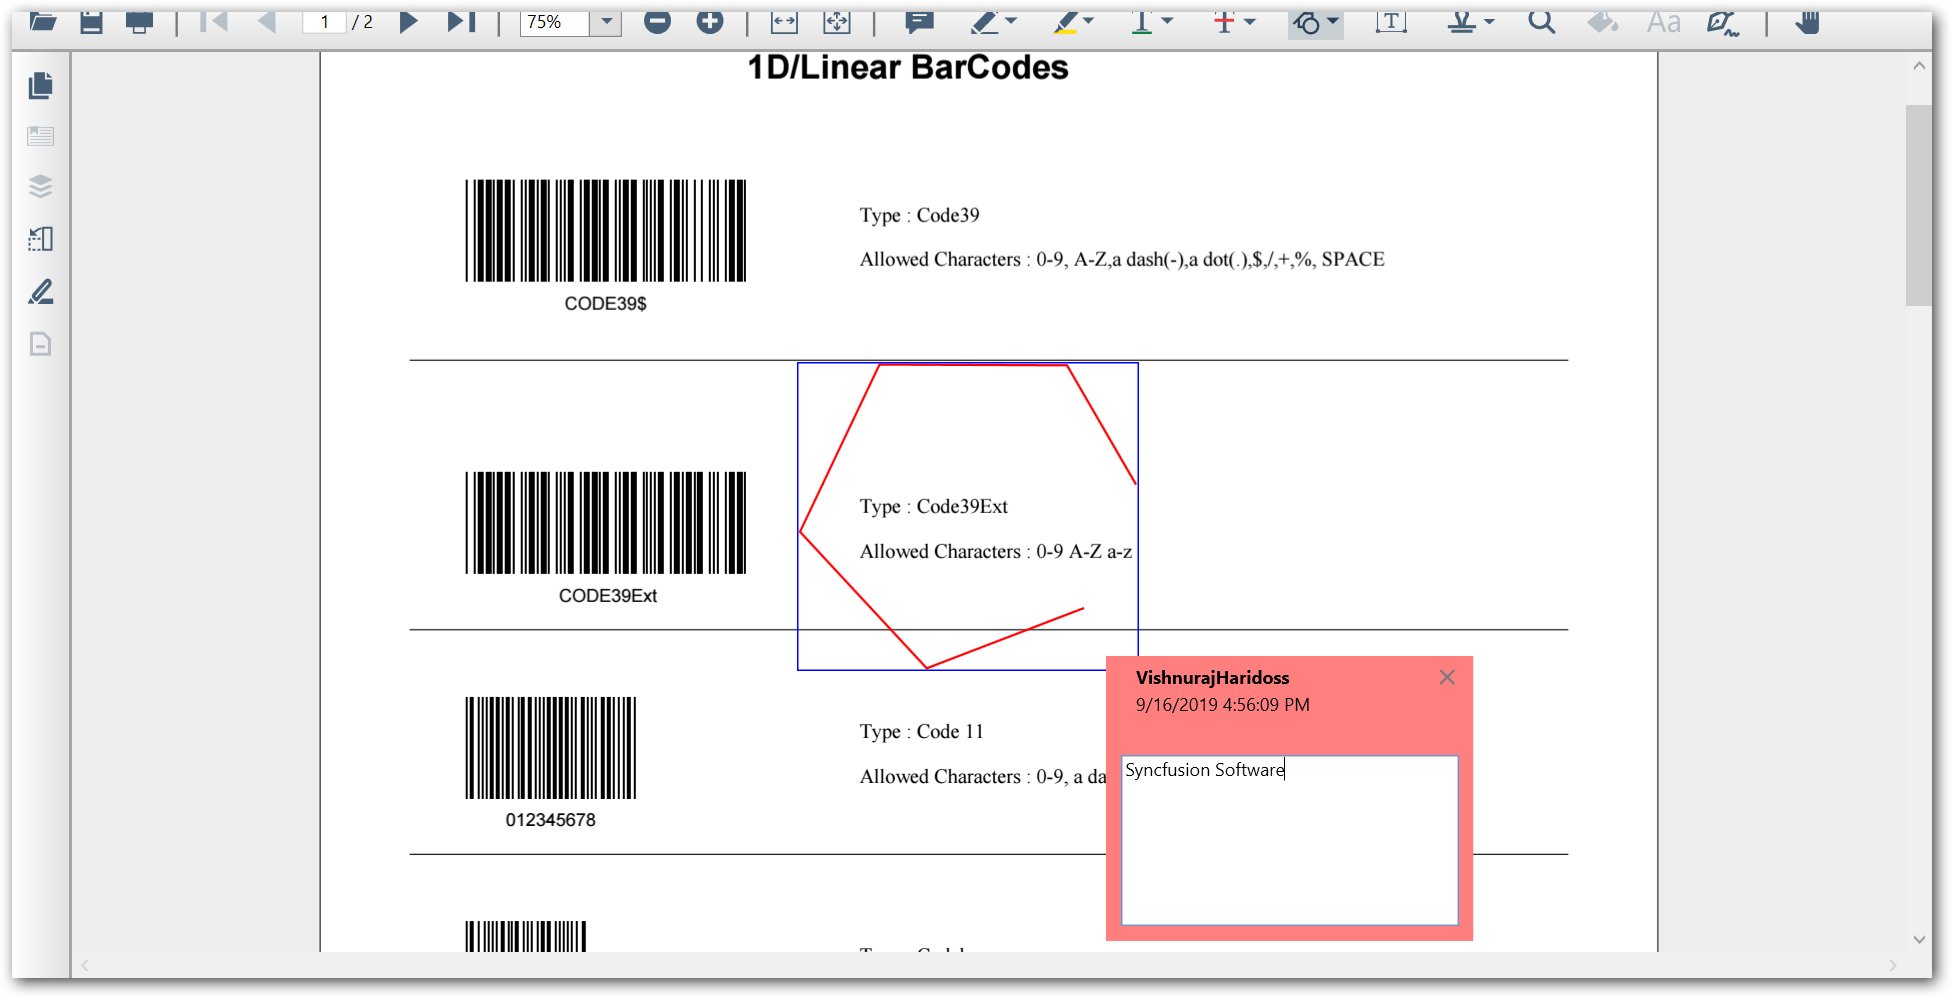 1 / 2 75% T T T Aa
1D/Linear BarCodes
Type : Code39
Allowed Characters : 0-9, A-Z,a dash(-),a dot(.),$,/,+,%, SPACE
CODE39$
Type : Code39Ext
Allowed Characters : 0-9 A-Z a-z
CODE39Ext
VishnurajHaridoss
9/16/2019 4:56:09 PM
Type : Code 11
Allowed Characters : 0-9, a da
Syncfusion Software
012345678